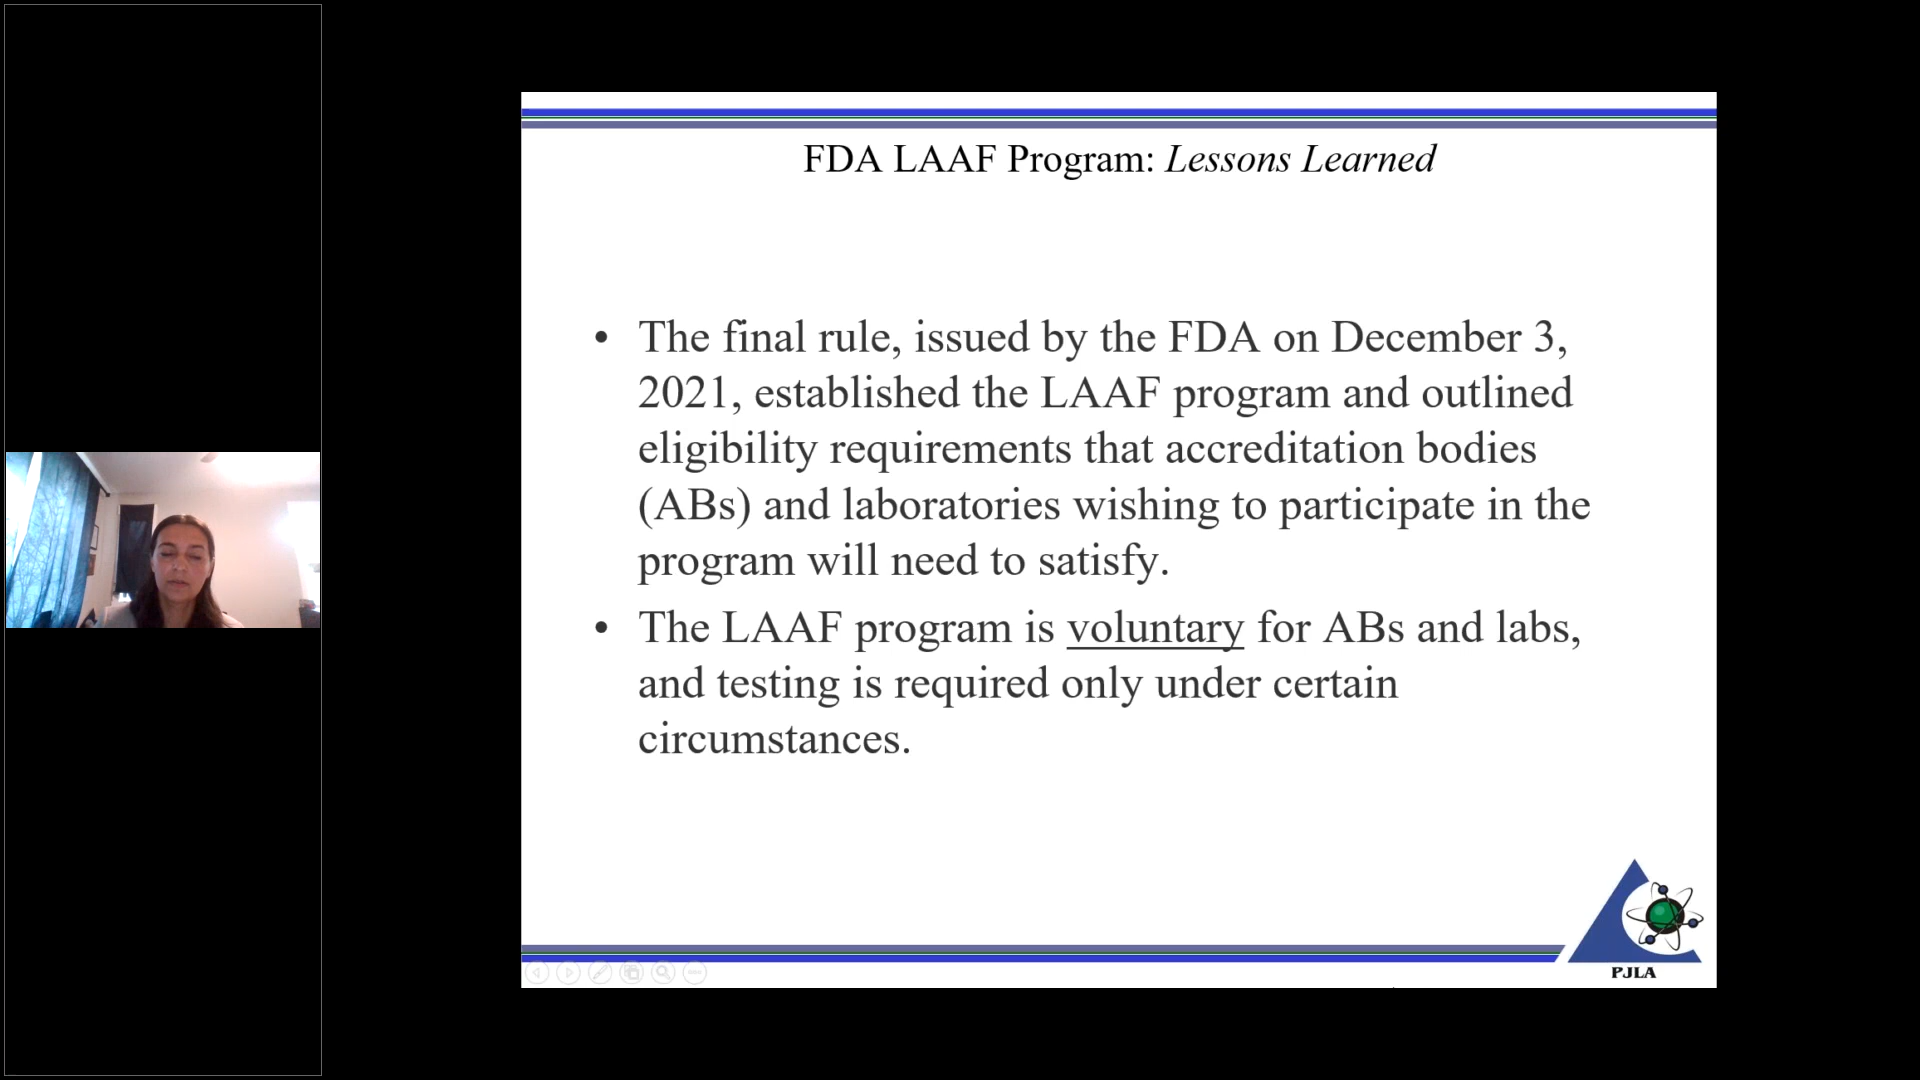 FDA LAAF Program: Lessons Learned
• The final rule, issued by the FDA on December 3,
2021, established the LAAF program and outlined
eligibility requirements that accreditation bodies
(ABs) and laboratories wishing to participate in the
program will need to satisfy.
• The LAAF program is voluntary for ABs and labs,
and testing is required only under certain
circumstances.
PJLA